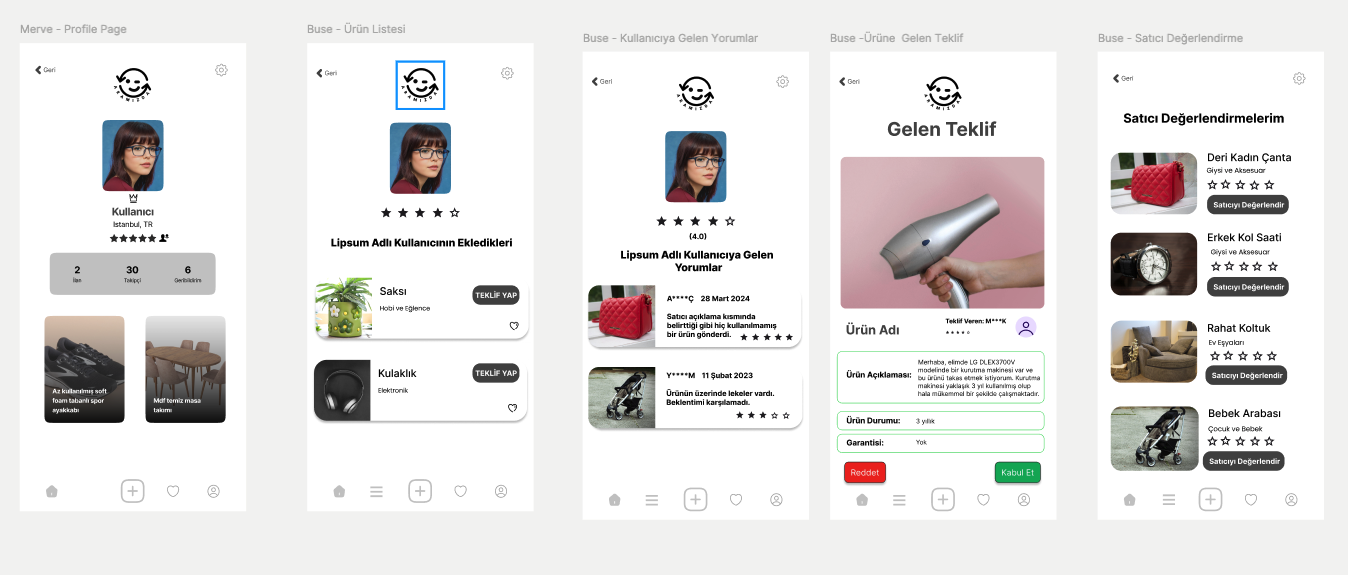 Merve - Profile Page
Geri
ARAMIZDA
Kullanıcı
Istanbul, TR
2
30
6
İlan
Takipçi
Geribildirim
Az kullanılmış soft
foam tabanlı spor
ayakkabı
Mdf temiz masa
takımı
Buse - Ürün Listesi
Geri
ARAMIZDA
Lipsum Adlı Kullanıcının Ekledikleri
Saksı
Hobi ve Eğlence
TEKLİF YAP
Kulaklık
Elektronik
TEKLİF YAP
Buse - Kullanıcıya Gelen Yorumlar
Geri
ARAMIZDA
(4.0)
Lipsum Adlı Kullanıcıya Gelen
Yorumlar
A****Ç 28 Mart 2024
Satıcı açıklama kısmında
belirttiği gibi hiç kullanılmamış
bir ürün gönderdi.
Y****M 11 Şubat 2023
Ürünün üzerinde lekeler vardı.
Beklentimi karşılamadı.
Buse -Ürüne Gelen Teklif
Geri
ARAMIZDA
Gelen Teklif
Ürün Adı
Teklif Veren: M***K
Ürün Açıklaması:
Merhaba, elimde LG DLEX3700V
modelinde bir kurutma makinesi var ve
bu ürünü takas etmek istiyorum. Kurutma
makinesi yaklaşık 3 yıl kullanılmış olup
hala mükemmel bir şekilde çalışmaktadır.
Ürün Durumu:
3 yıllık
Garantisi:
Yok
Reddet
Kabul Et
Buse - Satıcı Değerlendirme
Geri
Satıcı Değerlendirmelerim
Deri Kadın Çanta
Giysi ve Aksesuar
Satıcıyı Değerlendir
Erkek Kol Saati
Giysi ve Aksesuar
Satıcıyı Değerlendir
Rahat Koltuk
Ev Eşyaları
Satıcıyı Değerlendir
Bebek Arabası
Çocuk ve Bebek
Satıcıyı Değerlendir